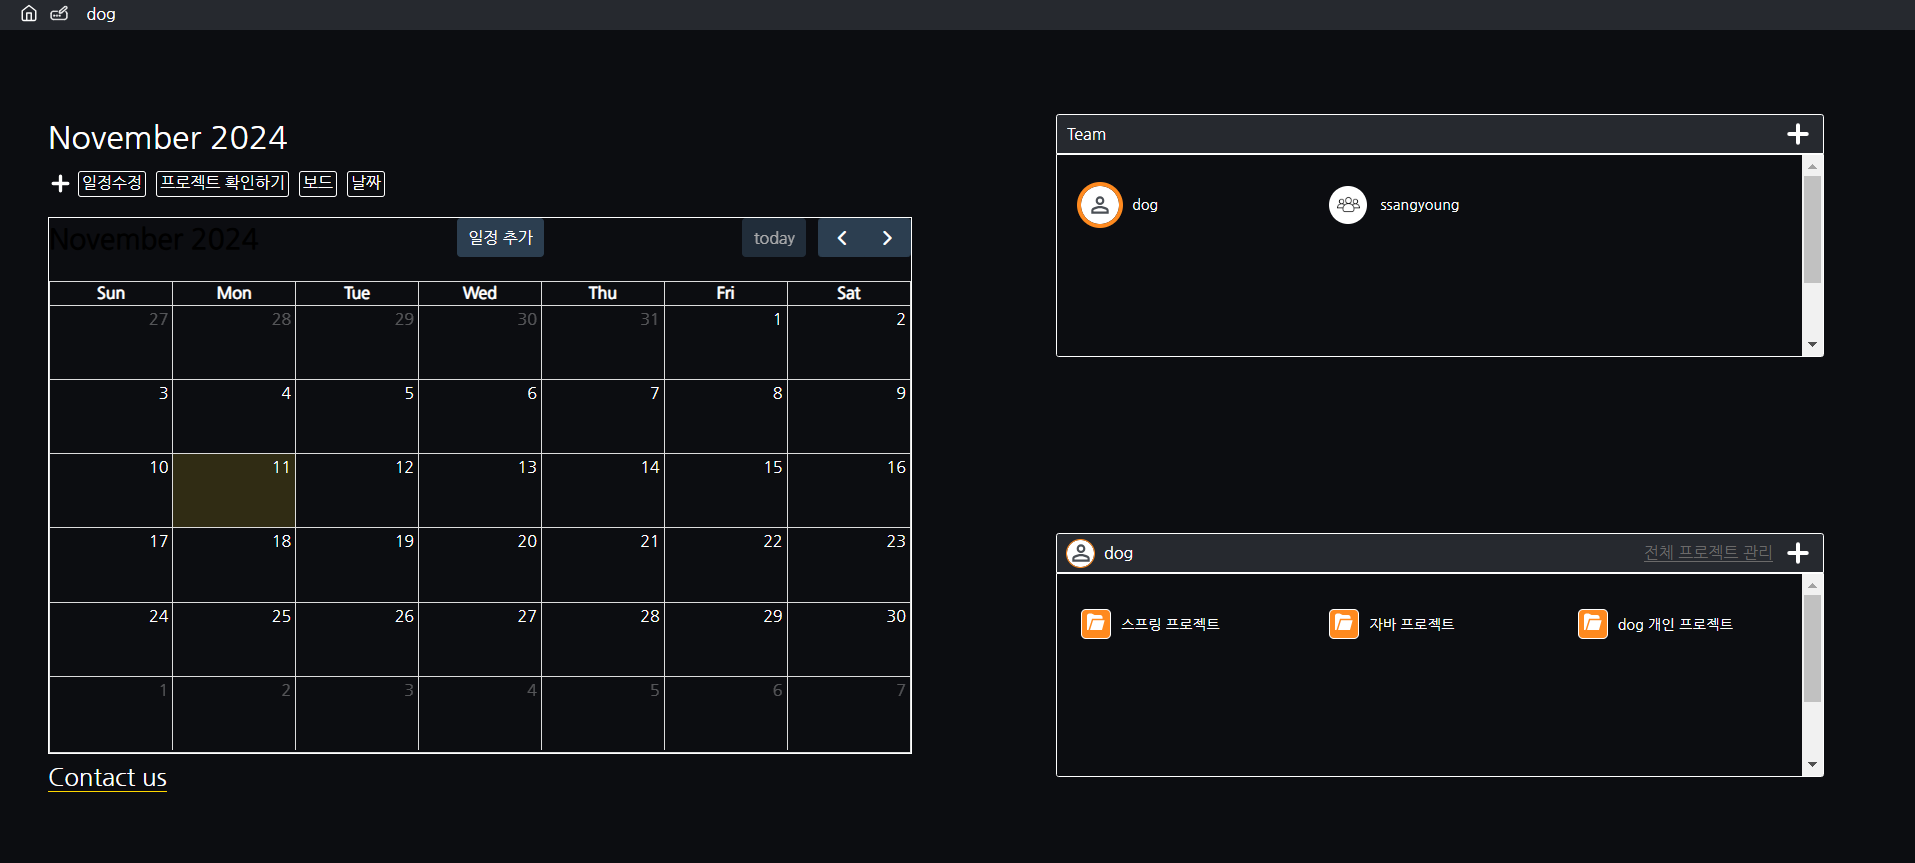 dog
November 2024
일정수정 프로젝트 확인하기 보드 날짜
November 2024 일정 추가 today
Sun Mon Tue Wed Thu Fri Sat
27 28 29 30 31 1 2
3 4 5 6 7 8 9
10 11 12 13 14 15 16
17 18 19 20 21 22 23
24 25 26 27 28 29 30
1 2 3 4 5 6 7
Contact us
Team
dog ssangyoung
dog 전체 프로젝트 관리
스프링 프로젝트 자바 프로젝트 dog 개인 프로젝트